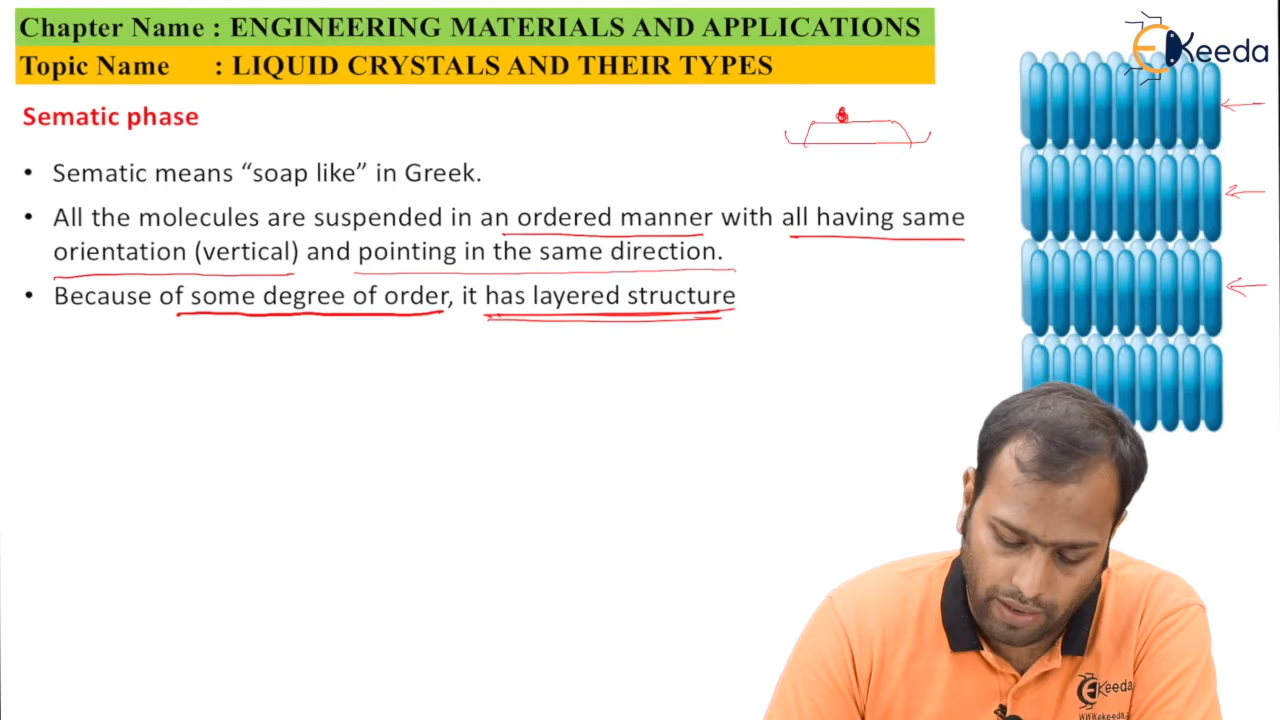 Chapter Name : ENGINEERING MATERIALS AND APPLICATIONS
Topic Name : LIQUID CRYSTALS AND THEIR TYPES
Keeda
Sematic phase
• Sematic means “soap like” in Greek.
• All the molecules are suspended in an ordered manner with all having same
orientation (vertical) and pointing in the same direction.
• Because of some degree of order, it has layered structure
Keeda